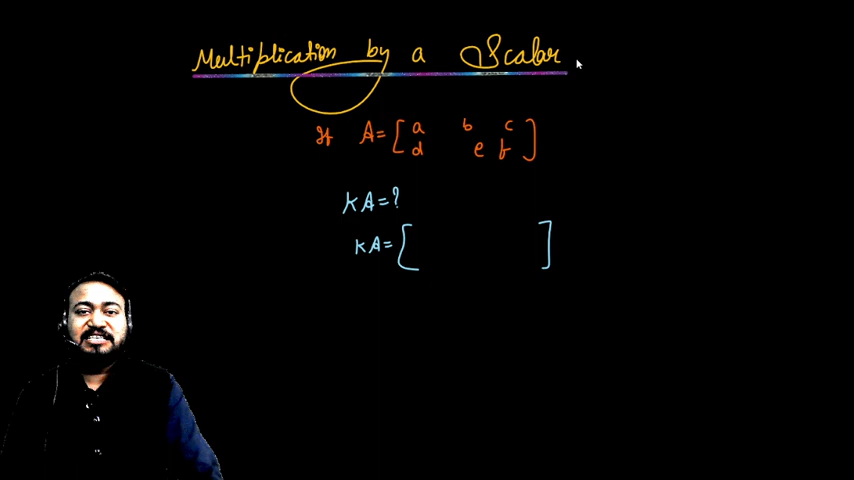 Multiplication by a Scalar
If A = [ a b c
d e f ]
KA = ?
KA = [ ]